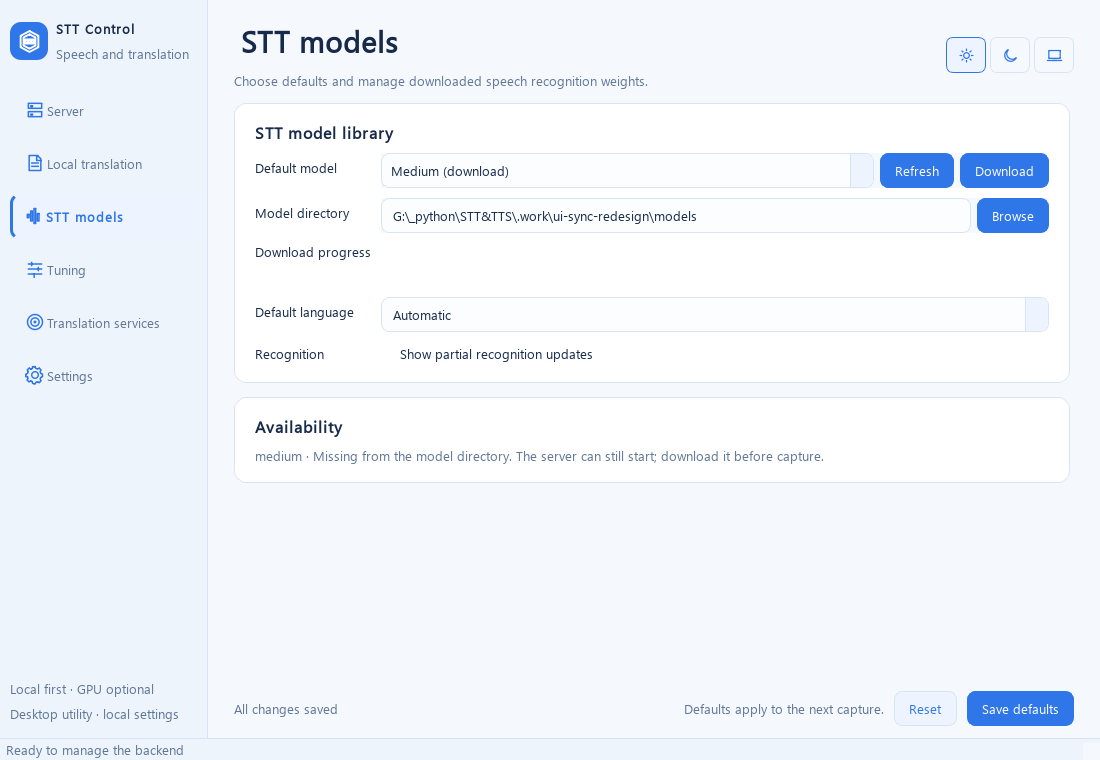 STT Control
Speech and translation
Server
Local translation
STT models
Tuning
Translation services
Settings
Local first · GPU optional
Desktop utility · local settings
STT models
Choose defaults and manage downloaded speech recognition weights.
STT model library
Default model
Medium (download)
Refresh
Download
Model directory
G:\_python\STT&TTS\.work\ui-sync-redesign\models
Browse
Download progress
Default language
Automatic
Recognition
Show partial recognition updates
Availability
medium · Missing from the model directory. The server can still start; download it before capture.
All changes saved
Defaults apply to the next capture.
Reset
Save defaults
Ready to manage the backend